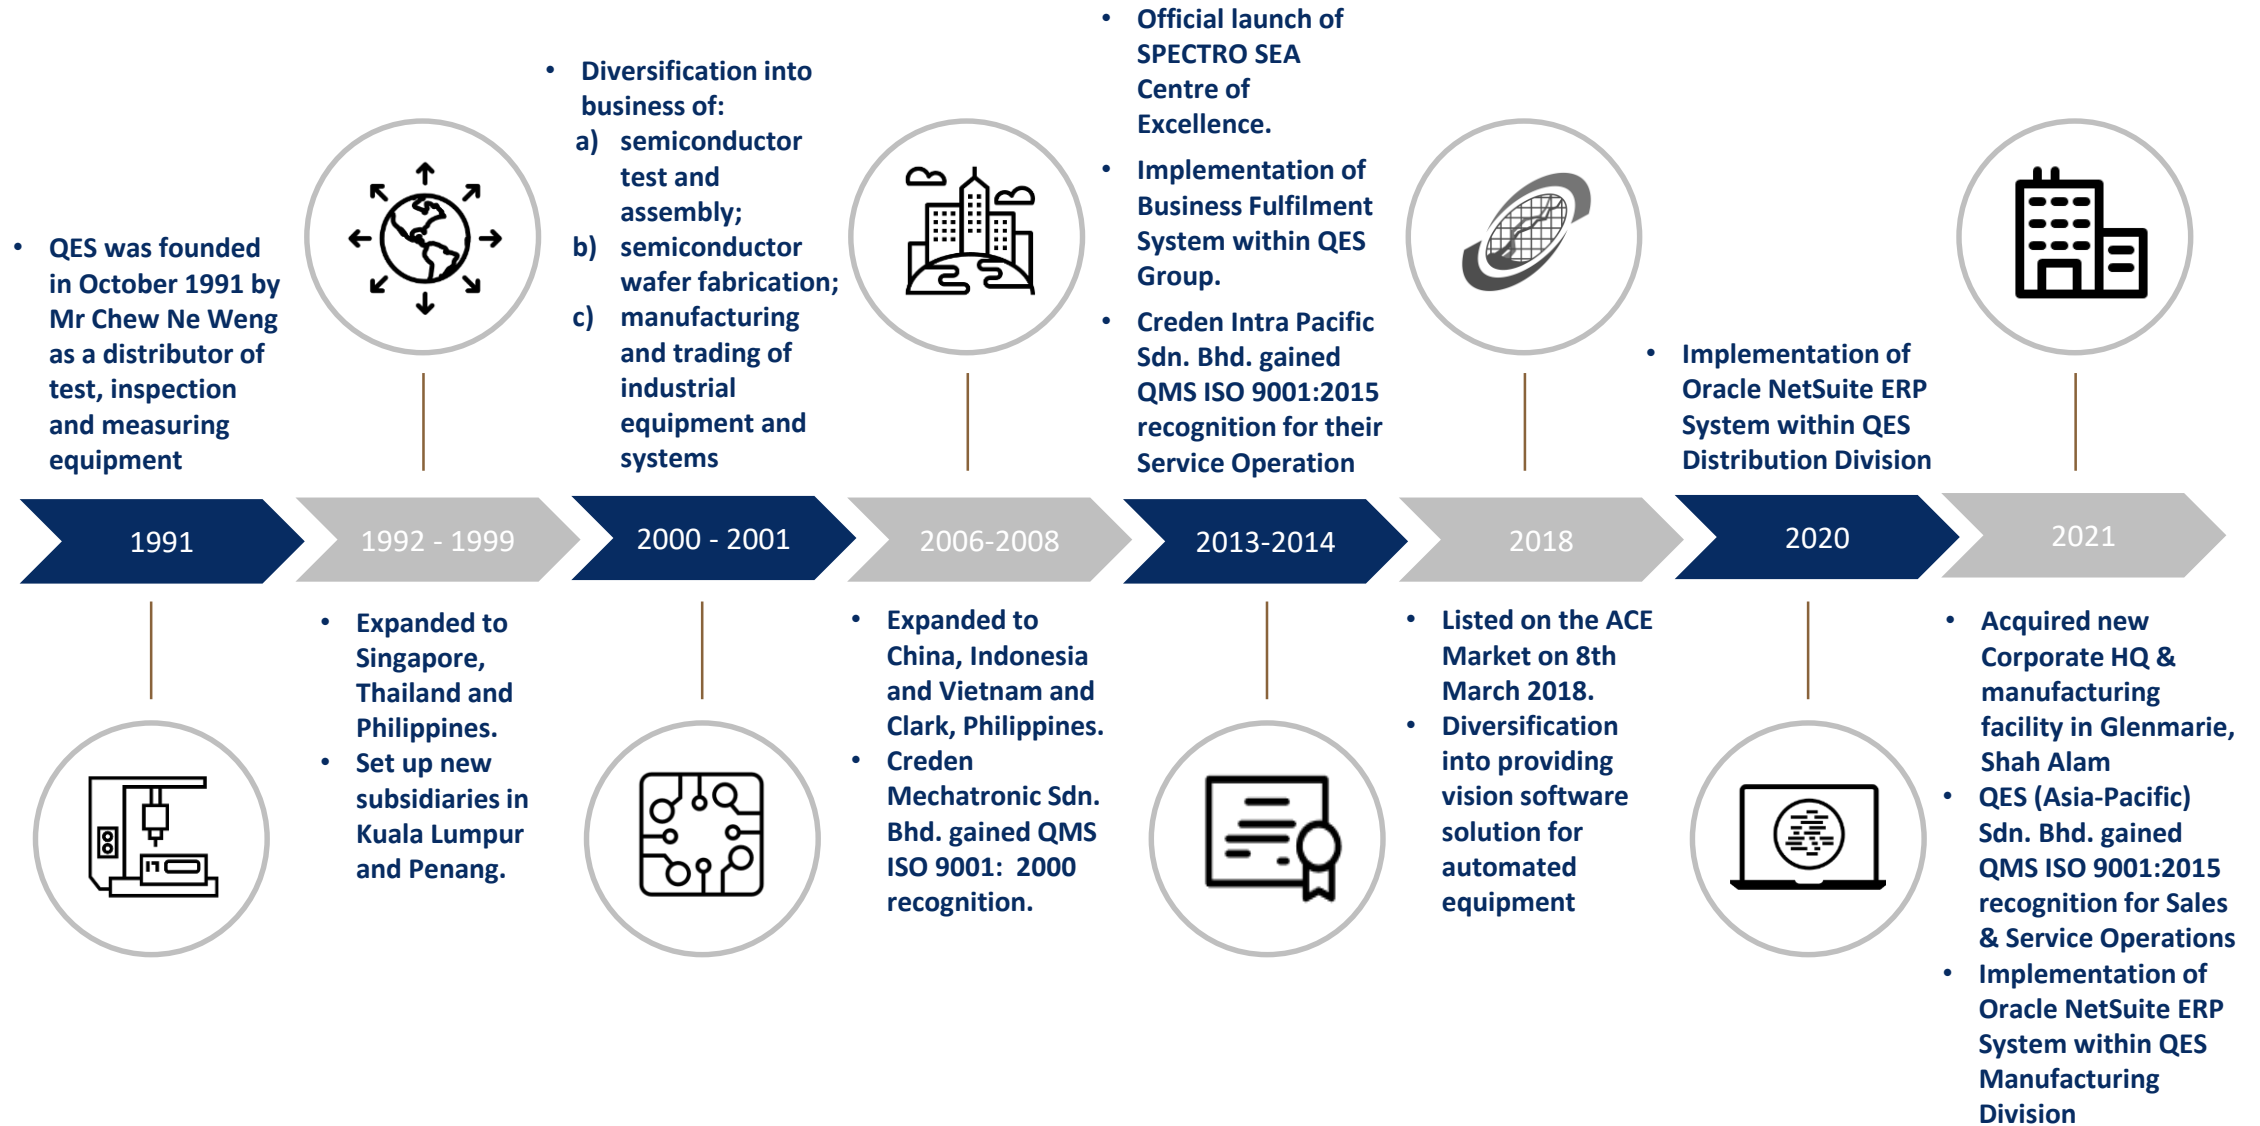 • QES was founded
in October 1991 by
Mr Chew Ne Weng
as a distributor of
test, inspection
and measuring
equipment
1991
1992 - 1999
• Expanded to
Singapore,
Thailand and
Philippines.
• Set up new
subsidiaries in
Kuala Lumpur
and Penang.
• Diversification into
business of:
a) semiconductor
test and
assembly;
b) semiconductor
wafer fabrication;
c) manufacturing
and trading of
industrial
equipment and
systems
2000 - 2001
2006-2008
• Expanded to
China, Indonesia
and Vietnam and
Clark, Philippines.
• Creden
Mechatronic Sdn.
Bhd. gained QMS
ISO 9001: 2000
recognition.
• Official launch of
SPECTRO SEA
Centre of
Excellence.
• Implementation of
Business Fulfilment
System within QES
Group.
• Creden Intra Pacific
Sdn. Bhd. gained
QMS ISO 9001:2015
recognition for their
Service Operation
2013-2014
2018
• Listed on the ACE
Market on 8th
March 2018.
• Diversification
into providing
vision software
solution for
automated
equipment
• Implementation of
Oracle NetSuite ERP
System within QES
Distribution Division
2020
2021
• Acquired new
Corporate HQ &
manufacturing
facility in Glenmarie,
Shah Alam
• QES (Asia-Pacific)
Sdn. Bhd. gained
QMS ISO 9001:2015
recognition for Sales
& Service Operations
• Implementation of
Oracle NetSuite ERP
System within QES
Manufacturing
Division